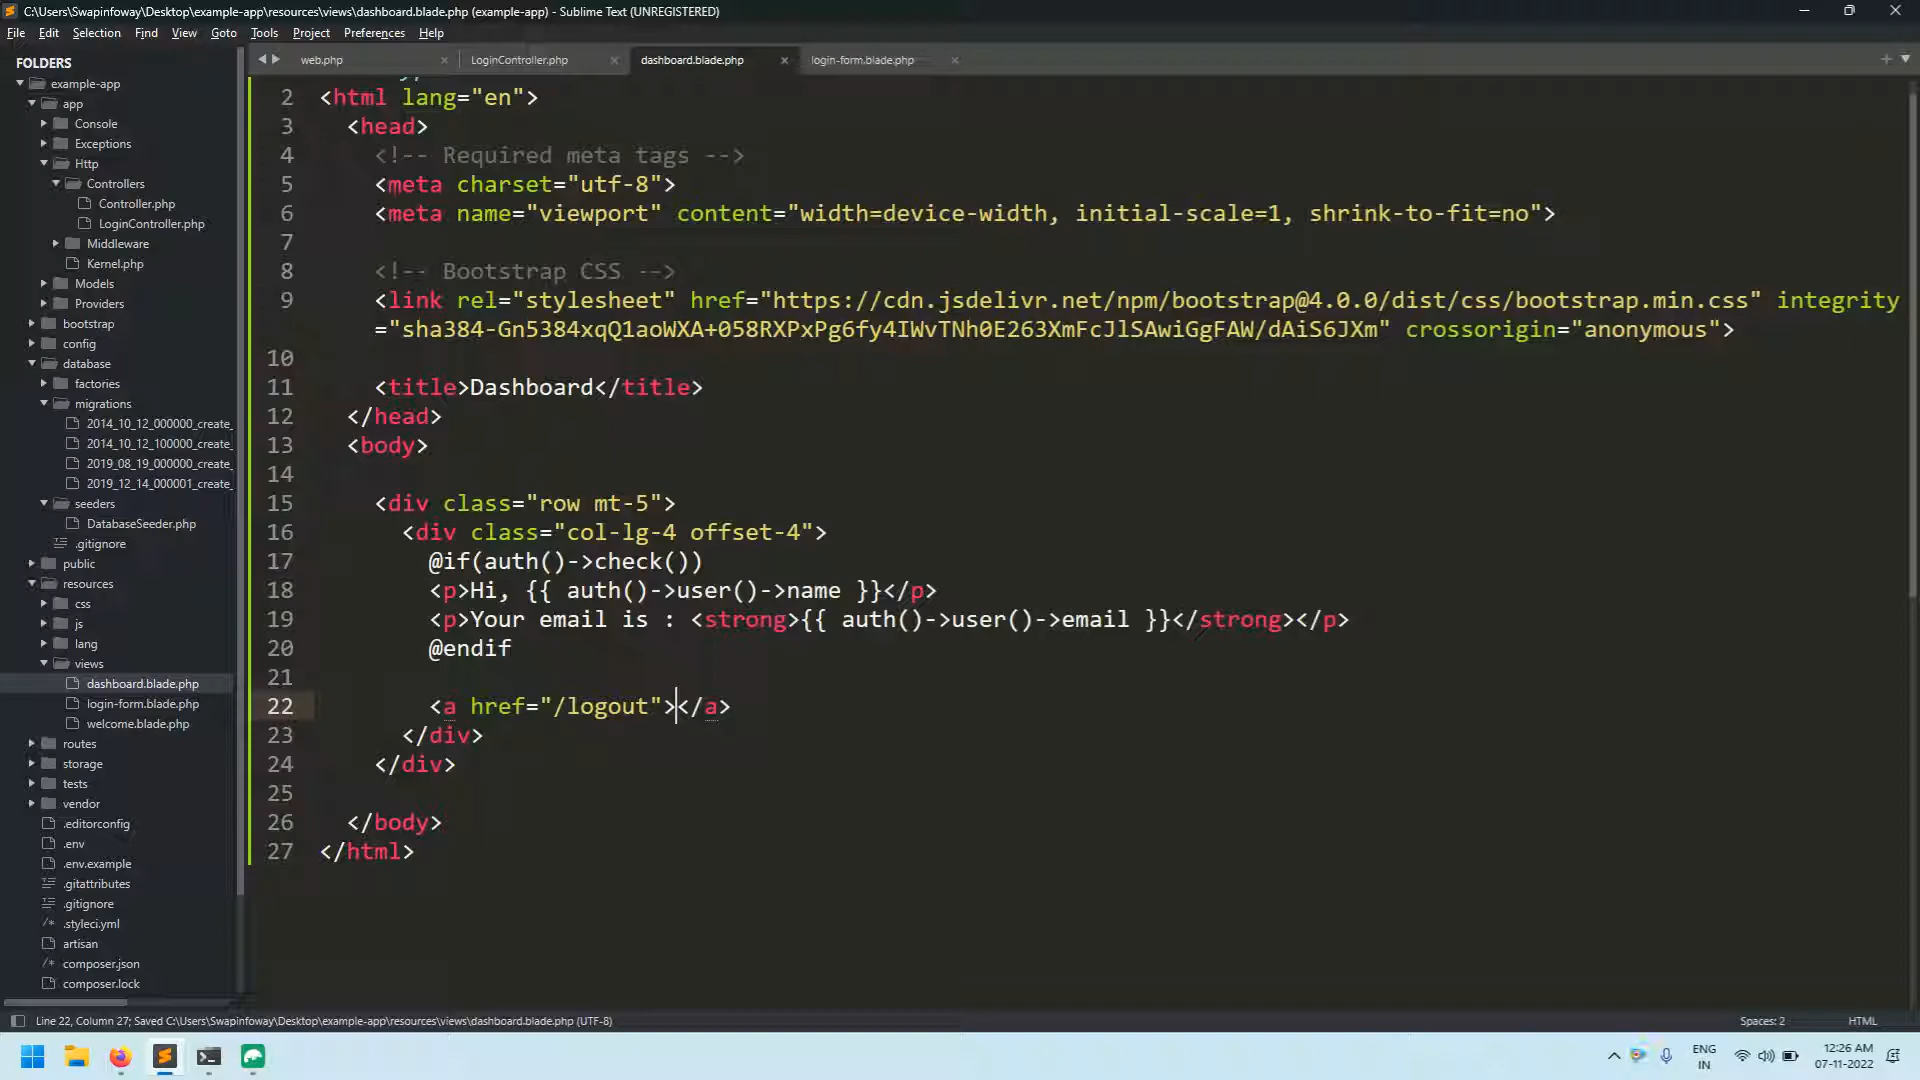 C:\Users\Swapinfoway\Desktop\example-app\resources\views\dashboard.blade.php (example-app) - Sublime Text (UNREGISTERED)
File Edit Selection Find View Goto Tools Project Preferences Help
FOLDERS
example-app
app
Console
Exceptions
Http
Controllers
Controller.php
LoginController.php
Middleware
Kernel.php
Models
Providers
bootstrap
config
database
factories
migrations
2014_10_12_000000_create_
2014_10_12_100000_create_
2019_08_19_000000_create_
2019_12_14_000001_create_
seeders
DatabaseSeeder.php
.gitignore
public
resources
css
js
lang
views
dashboard.blade.php
login-form.blade.php
welcome.blade.php
routes
storage
tests
vendor
.editorconfig
.env
.env.example
.gitattributes
.gitignore
.styleci.yml
artisan
composer.json
composer.lock
web.php LoginController.php dashboard.blade.php login-form.blade.php
2 <html lang="en">
3 <head>
4 <!-- Required meta tags -->
5 <meta charset="utf-8">
6 <meta name="viewport" content="width=device-width, initial-scale=1, shrink-to-fit=no">
7
8 <!-- Bootstrap CSS -->
9 <link rel="stylesheet" href="https://cdn.jsdelivr.net/npm/bootstrap@4.0.0/dist/css/bootstrap.min.css" integrity
="sha384-Gn5384xqQ1aoWXA+058RXPxPg6fy4IWvTNh0E263XmFcJlSAwiGgFAW/dAiS6JXm" crossorigin="anonymous">
10
11 <title>Dashboard</title>
12 </head>
13 <body>
14
15 <div class="row mt-5">
16 <div class="col-lg-4 offset-4">
17 @if(auth()->check())
18 <p>Hi, {{ auth()->user()->name }}</p>
19 <p>Your email is : <strong>{{ auth()->user()->email }}</strong></p>
20 @endif
21
22 <a href="/logout"></a>
23 </div>
24 </div>
25
26 </body>
27 </html>
Line 22, Column 27; Saved C:\Users\Swapinfoway\Desktop\example-app\resources\views\dashboard.blade.php (UTF-8)
Spaces: 2 HTML
ENG
IN
12:26 AM
07-11-2022